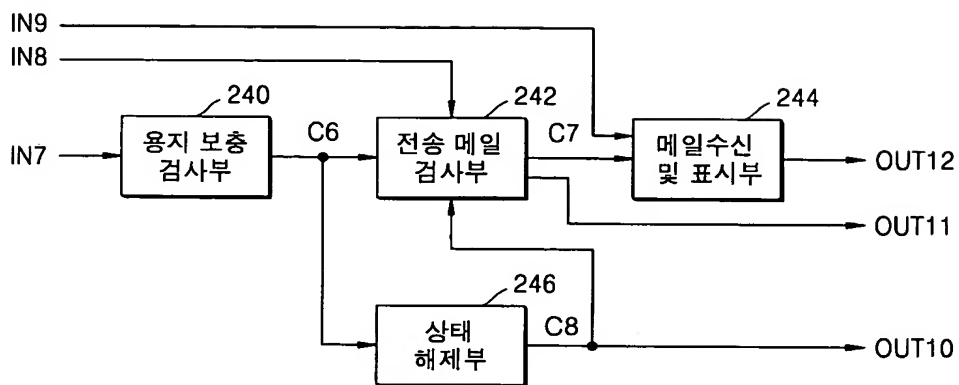 IN9
IN8
240
242
244
IN7
용지 보충
검사부
C6
전송 메일
검사부
C7
메일수신
및 표시부
OUT12
OUT11
246
상태
해제부
C8
OUT10